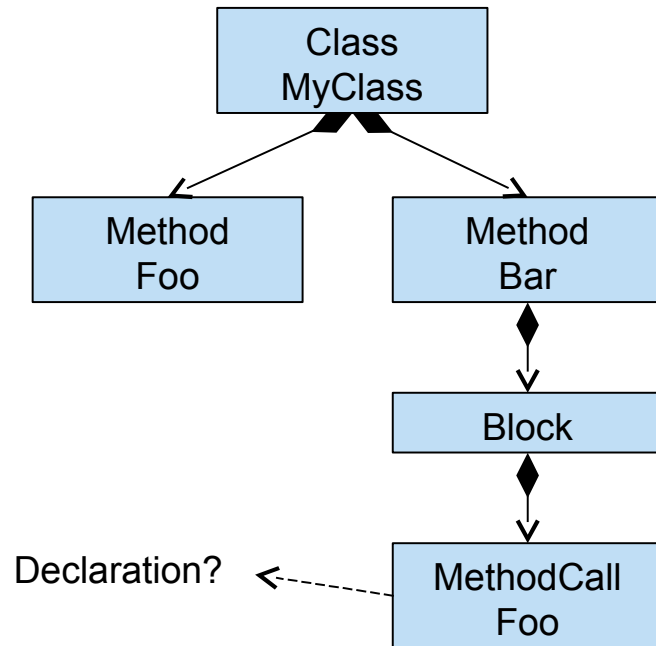 Class
MyClass
Method
Foo
Method
Bar
Block
Declaration?
MethodCall
Foo